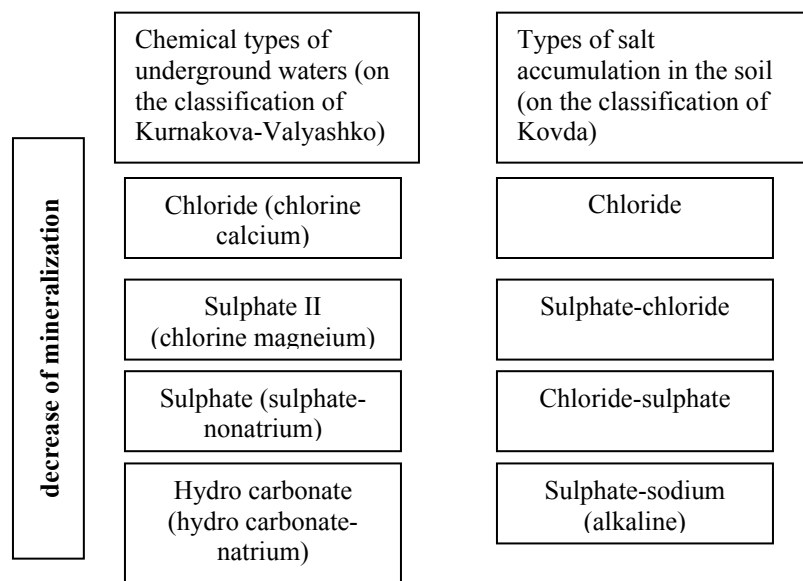 Chemical types of
underground waters (on
the classification of
Kurnakova-Valyashko)
Types of salt
accumulation in the soil
(on the classification of
Kovda)
decrease of mineralization
Chloride (chlorine
calcium)
Chloride
Sulphate II
(chlorine magneium)
Sulphate-chloride
Sulphate (sulphate-
nonatrium)
Chloride-sulphate
Hydro carbonate
(hydro carbonate-
natrium)
Sulphate-sodium
(alkaline)